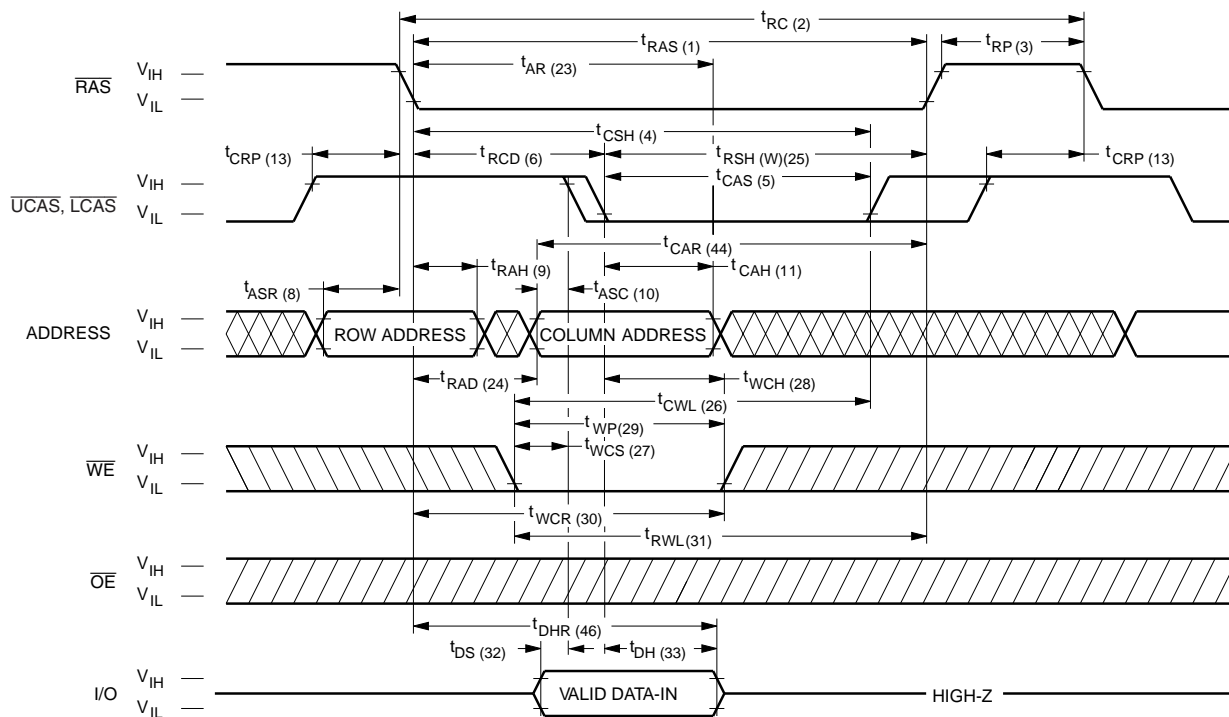 tRC (2)
tRAS (1)
tRP (3)
tAR (23)
RAS
VIH
VIL
tCSH (4)
tCRP (13)
tRCD (6)
tRSH (W)(25)
tCRP (13)
UCAS, LCAS
VIH
tCAS (5)
VIL
tCAR (44)
tRAH (9)
tCAH (11)
tASR (8)
tASC (10)
ADDRESS
VIH
ROW ADDRESS
COLUMN ADDRESS
VIL
tRAD (24)
tWCH (28)
tCWL (26)
tWP(29)
tWCS (27)
WE
VIH
VIL
tWCR (30)
tRWL(31)
OE
VIH
VIL
tDHR (46)
tDS (32)
tDH (33)
I/O
VIH
VALID DATA-IN
HIGH-Z
VIL